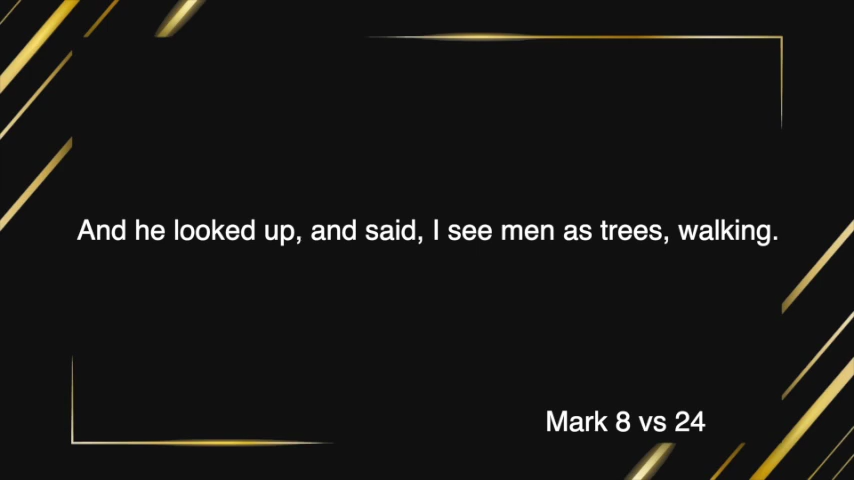 And he looked up, and said, I see men as trees, walking.
Mark 8 vs 24